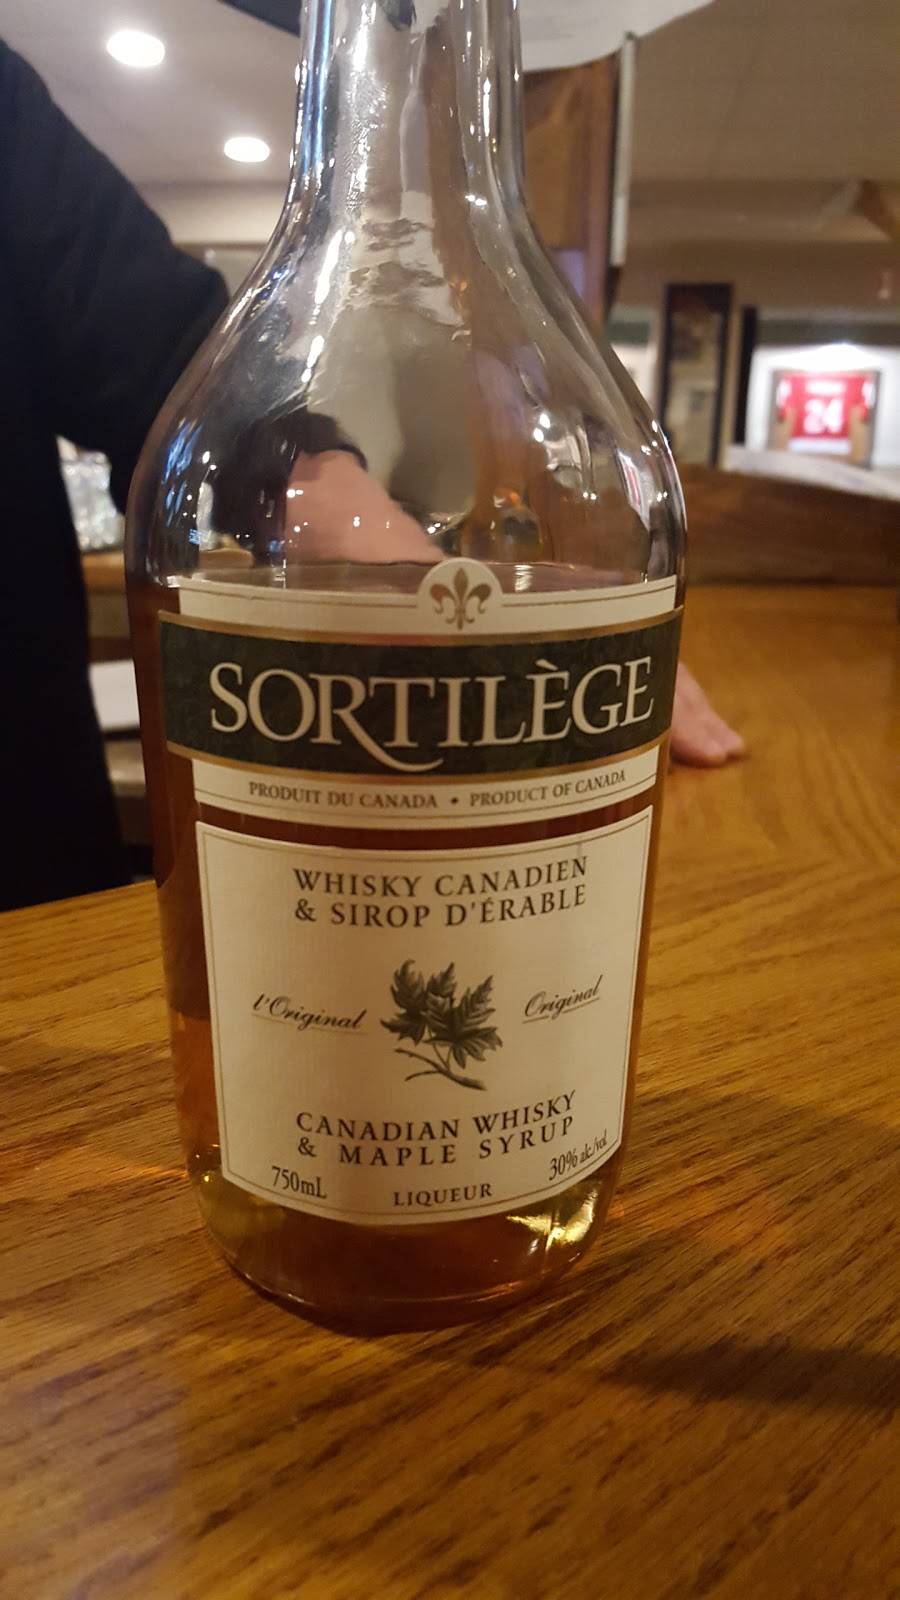 24
SORTILÈGE
PRODUIT DU CANADA • PRODUCT OF CANADA
WHISKY CANADIEN
& SIROP D'ÉRABLE
l'Original Original
CANADIAN WHISKY
& MAPLE SYRUP
750mL LIQUEUR 30% alc/vol